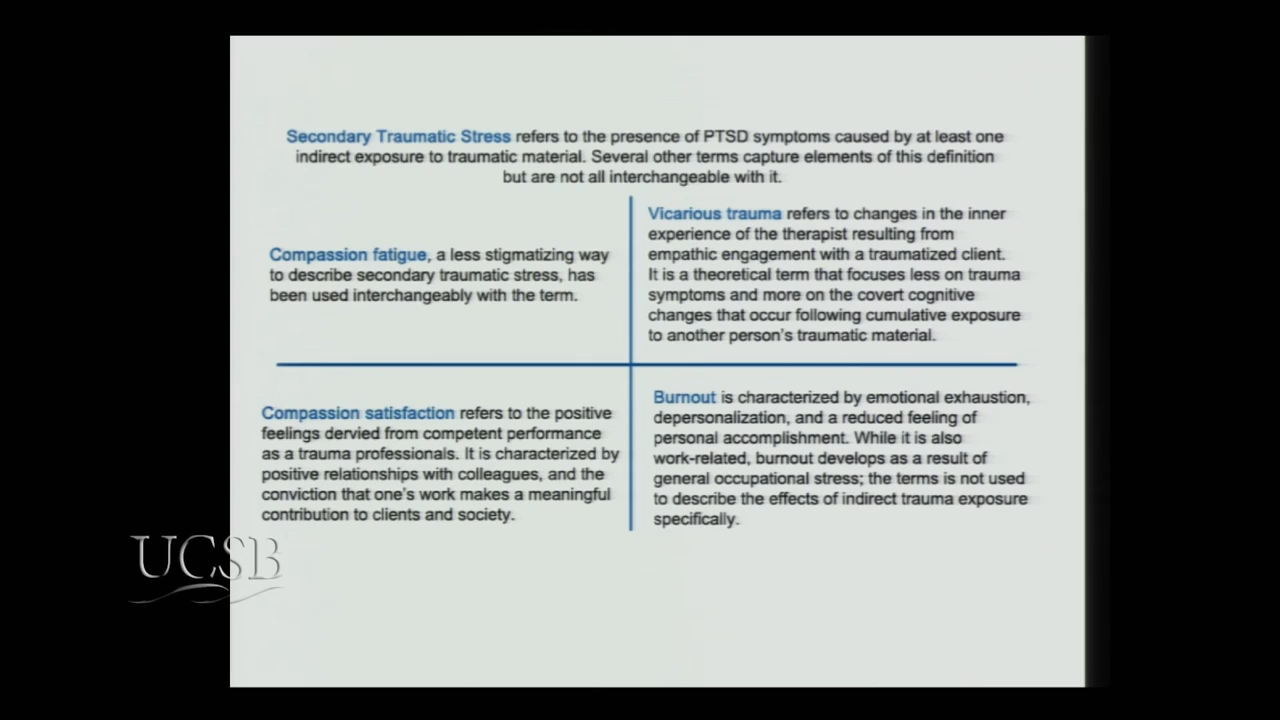 Secondary Traumatic Stress refers to the presence of PTSD symptoms caused by at least one
indirect exposure to traumatic material. Several other terms capture elements of this definition
but are not all interchangeable with it.
Compassion fatigue, a less stigmatizing way
to describe secondary traumatic stress, has
been used interchangeably with the term.
Vicarious trauma refers to changes in the inner
experience of the therapist resulting from
empathic engagement with a traumatized client.
It is a theoretical term that focuses less on trauma
symptoms and more on the covert cognitive
changes that occur following cumulative exposure
to another person's traumatic material.
Compassion satisfaction refers to the positive
feelings dervied from competent performance
as a trauma professionals. It is characterized by
positive relationships with colleagues, and the
conviction that one's work makes a meaningful
contribution to clients and society.
Burnout is characterized by emotional exhaustion,
depersonalization, and a reduced feeling of
personal accomplishment. While it is also
work-related, burnout develops as a result of
general occupational stress; the terms is not used
to describe the effects of indirect trauma exposure
specifically.
UCSB